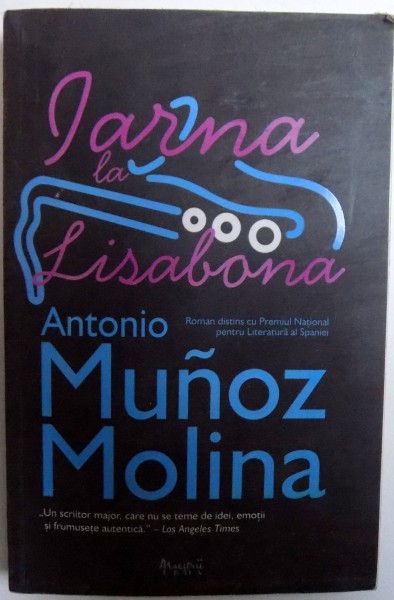 Iarna
la
Lisabona
Antonio
Roman distins cu Premiul Național
pentru Literatură al Spaniei
Muñoz
Molina
„Un scriitor major, care nu se teme de idei, emoții
și frumusețe autentică.” – Los Angeles Times